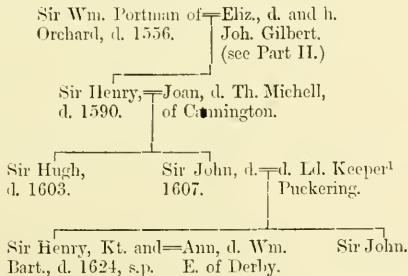 Sir Wm. Portman of=Eliz., d. and h.
Orchard, d. 1556. Joh. Gilbert.
(see Part II.)
Sir Henry,=Joan, d. Th. Michell,
d. 1590. of Cannington.
Sir Hugh, Sir John, d.=d. Ld. Keeper¹
d. 1603. 1607. Puckering.
Sir Henry, Kt. and=Ann, d. Wm. Sir John.
Bart., d. 1624, s.p. E. of Derby.